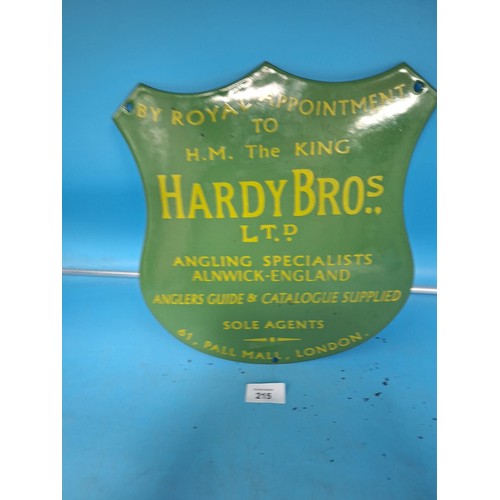 BY ROYAL APPOINTMENT
TO
H.M. The KING
HARDY BROS.
LTD.
ANGLING SPECIALISTS
ALNWICK-ENGLAND
ANGLERS GUIDE & CATALOGUE SUPPLIED
SOLE AGENTS
61, PALL MALL, LONDON.
215